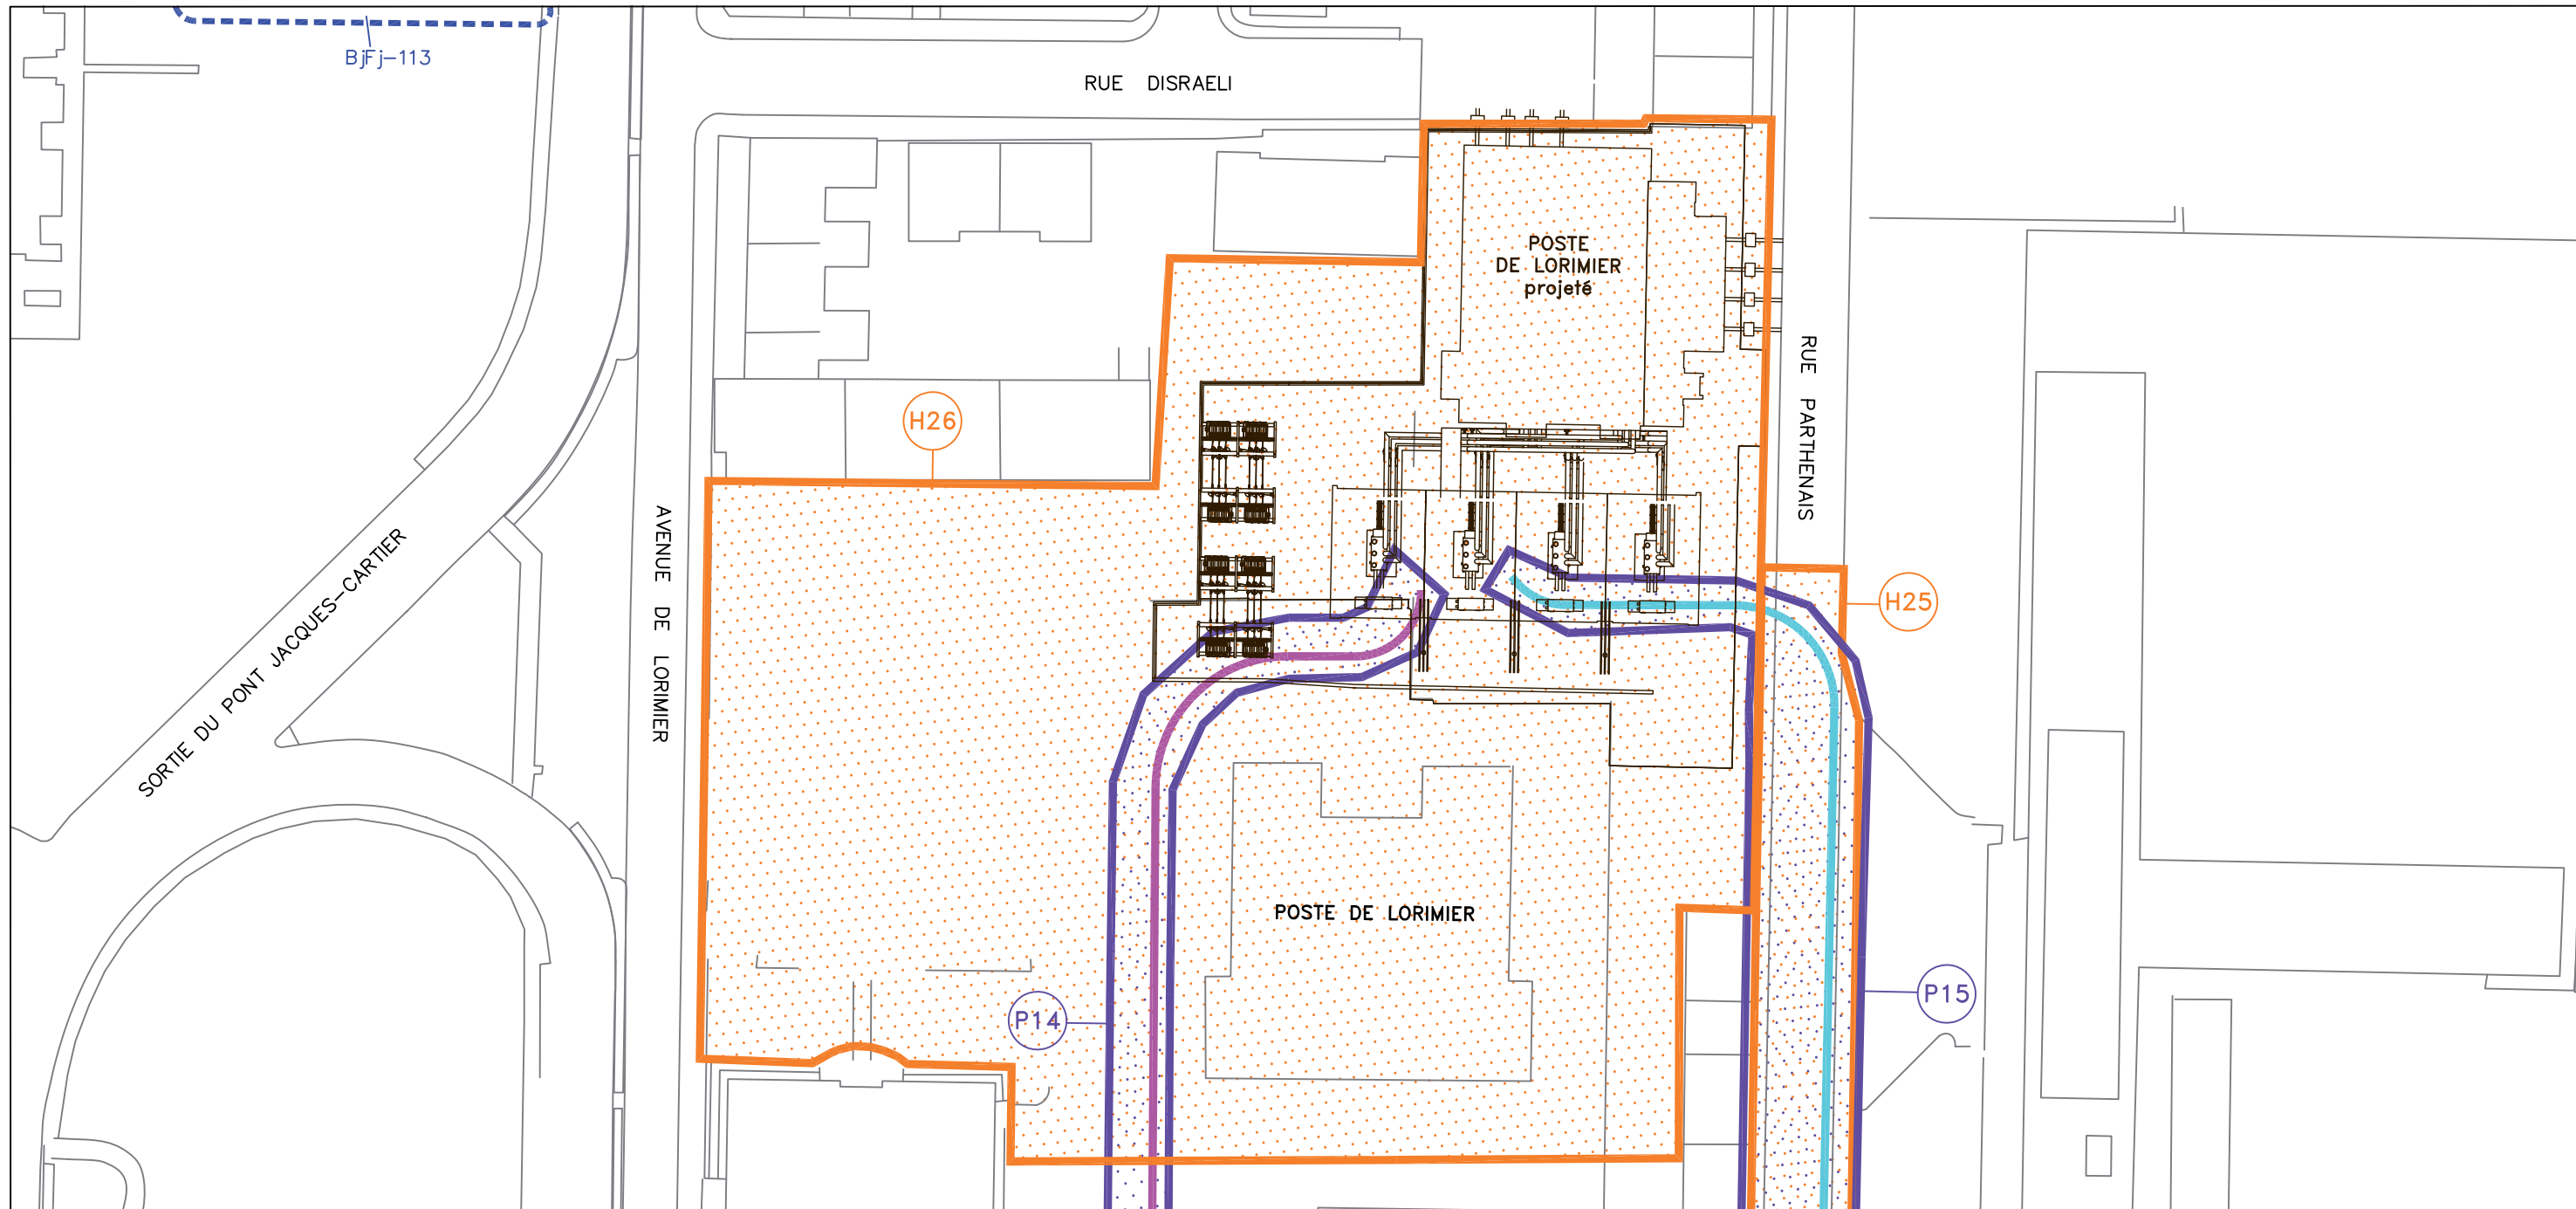 BjFj-113
RUE DISRAELI
POSTE
DE LORIMIER
projeté
RUE PARTHENAIS
H26
AVENUE DE LORIMIER
SORTIE DU PONT JACQUES-CARTIER
H25
POSTE DE LORIMIER
P14
P15